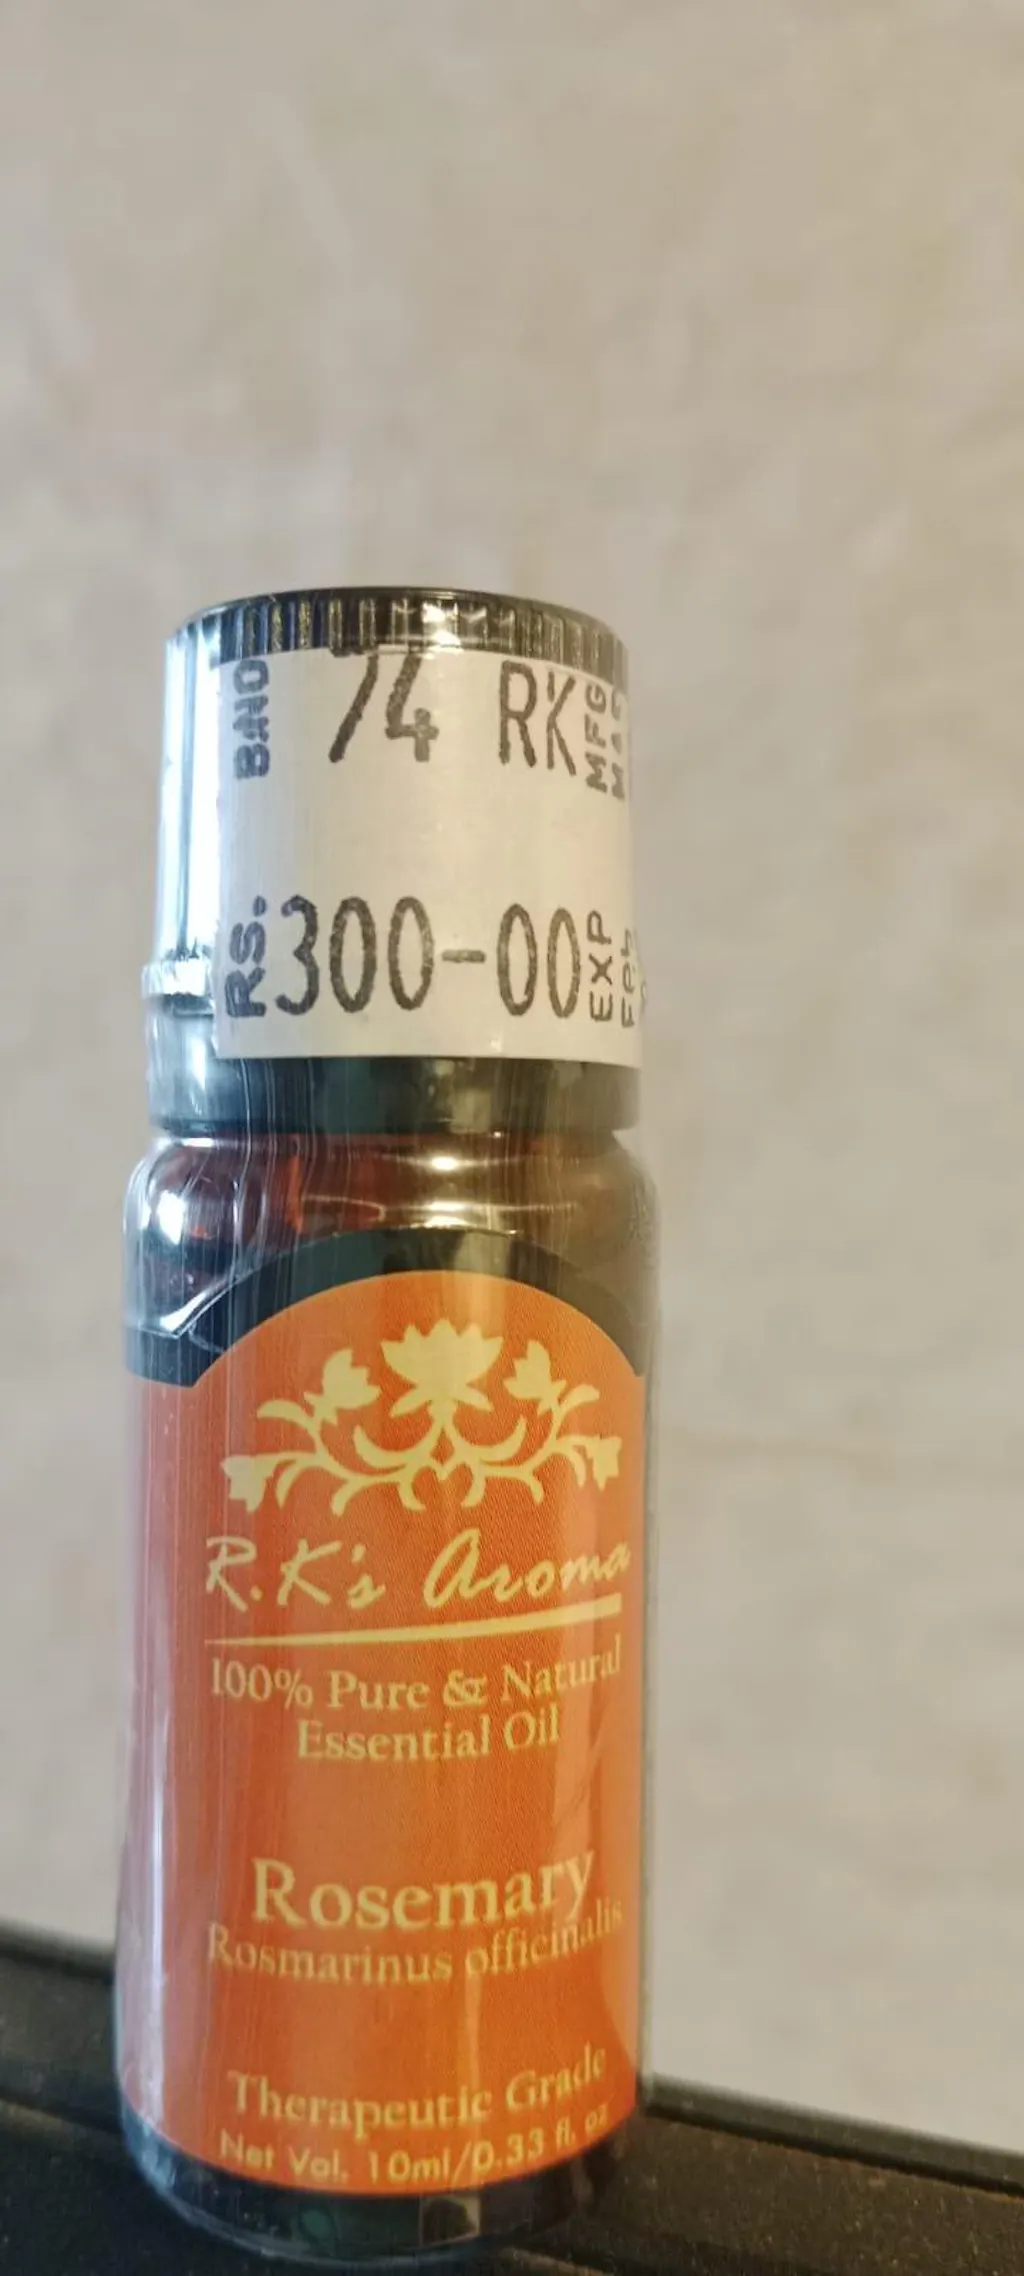 B.NO 74 RK MFG
RS. 300-00 EXP
R.K's Aroma
100% Pure & Natural
Essential Oil
Rosemary
Rosmarinus officinalis
Therapeutic Grade
Net Vol. 10ml/0.33 fl. oz